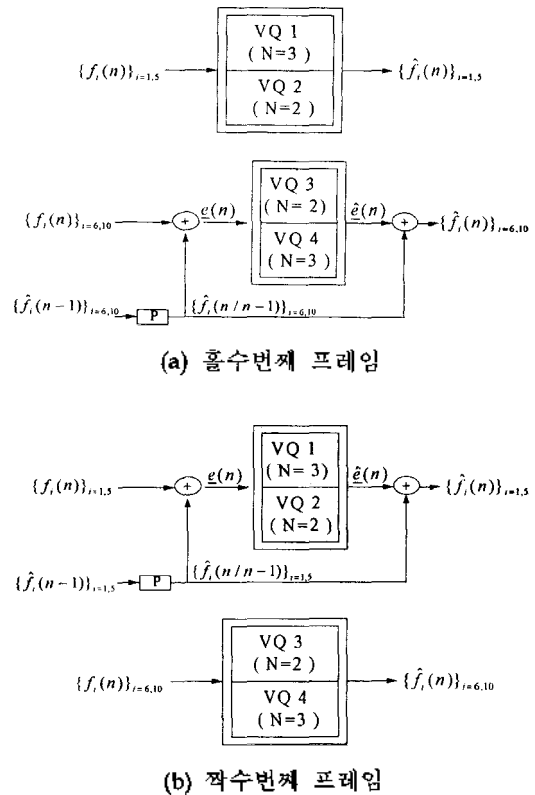 VQ 1
( N=3 )
{f_i(n)}_{i=1,5} {f̂_i(n)}_{i=1,5}
VQ 2
( N=2 )
VQ 3
( N= 2 )
{f_i(n)}_{i=6,10} + e(n) ê(n) + {f̂_i(n)}_{i=6,10}
VQ 4
( N=3 )
{f̂_i(n−1)}_{i=6,10} P {f̂_i(n/n−1)}_{i=6,10}
(a) 홀수번째 프레임
VQ 1
(N= 3)
{f_i(n)}_{i=1,5} + e(n) ê(n) + {f̂_i(n)}_{i=1,5}
VQ 2
(N=2 )
{f̂_i(n−1)}_{i=1,5} P {f̂_i(n/n−1)}_{i=1,5}
VQ 3
( N=2 )
{f_i(n)}_{i=6,10} {f̂_i(n)}_{i=6,10}
VQ 4
( N=3 )
(b) 짝수번째 프레임